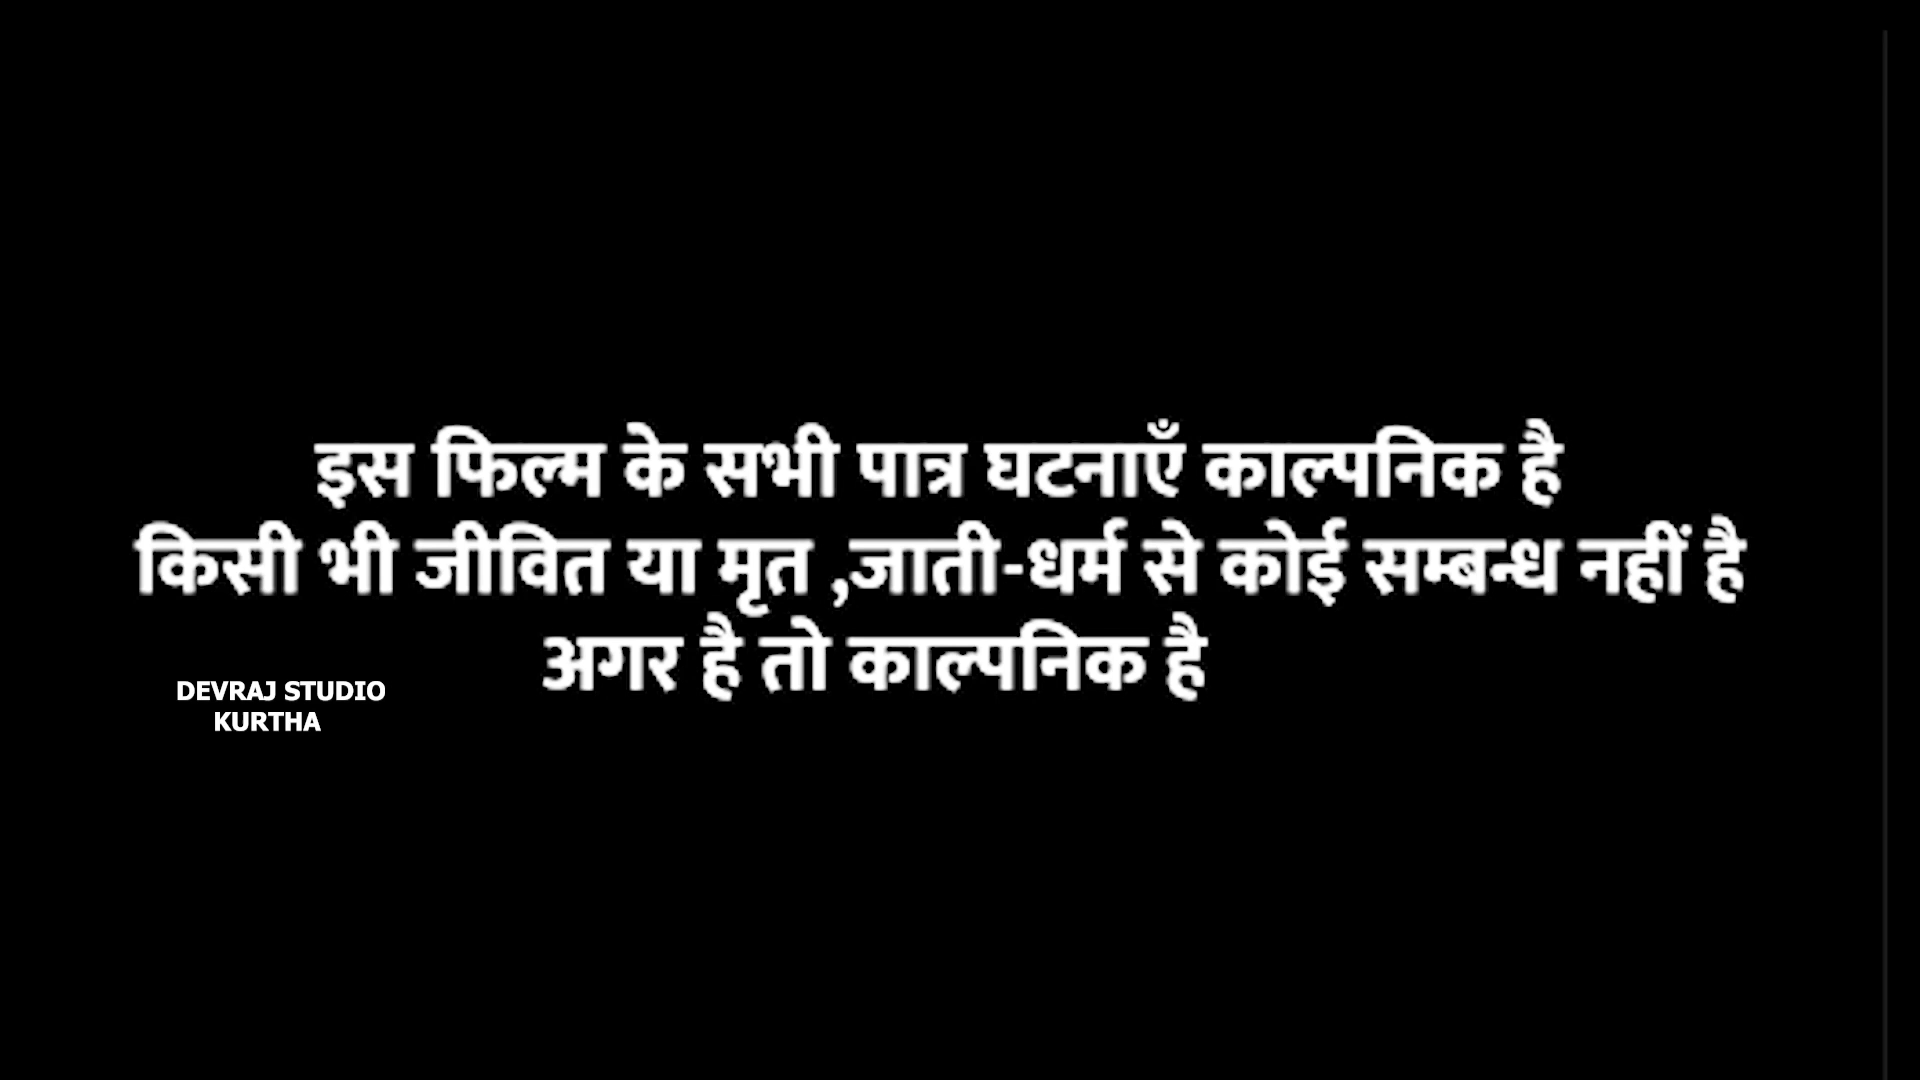 इस फिल्म के सभी पात्र घटनाएँ काल्पनिक है
किसी भी जीवित या मृत ,जाती-धर्म से कोई सम्बन्ध नहीं है
अगर है तो काल्पनिक है
DEVRAJ STUDIO
KURTHA